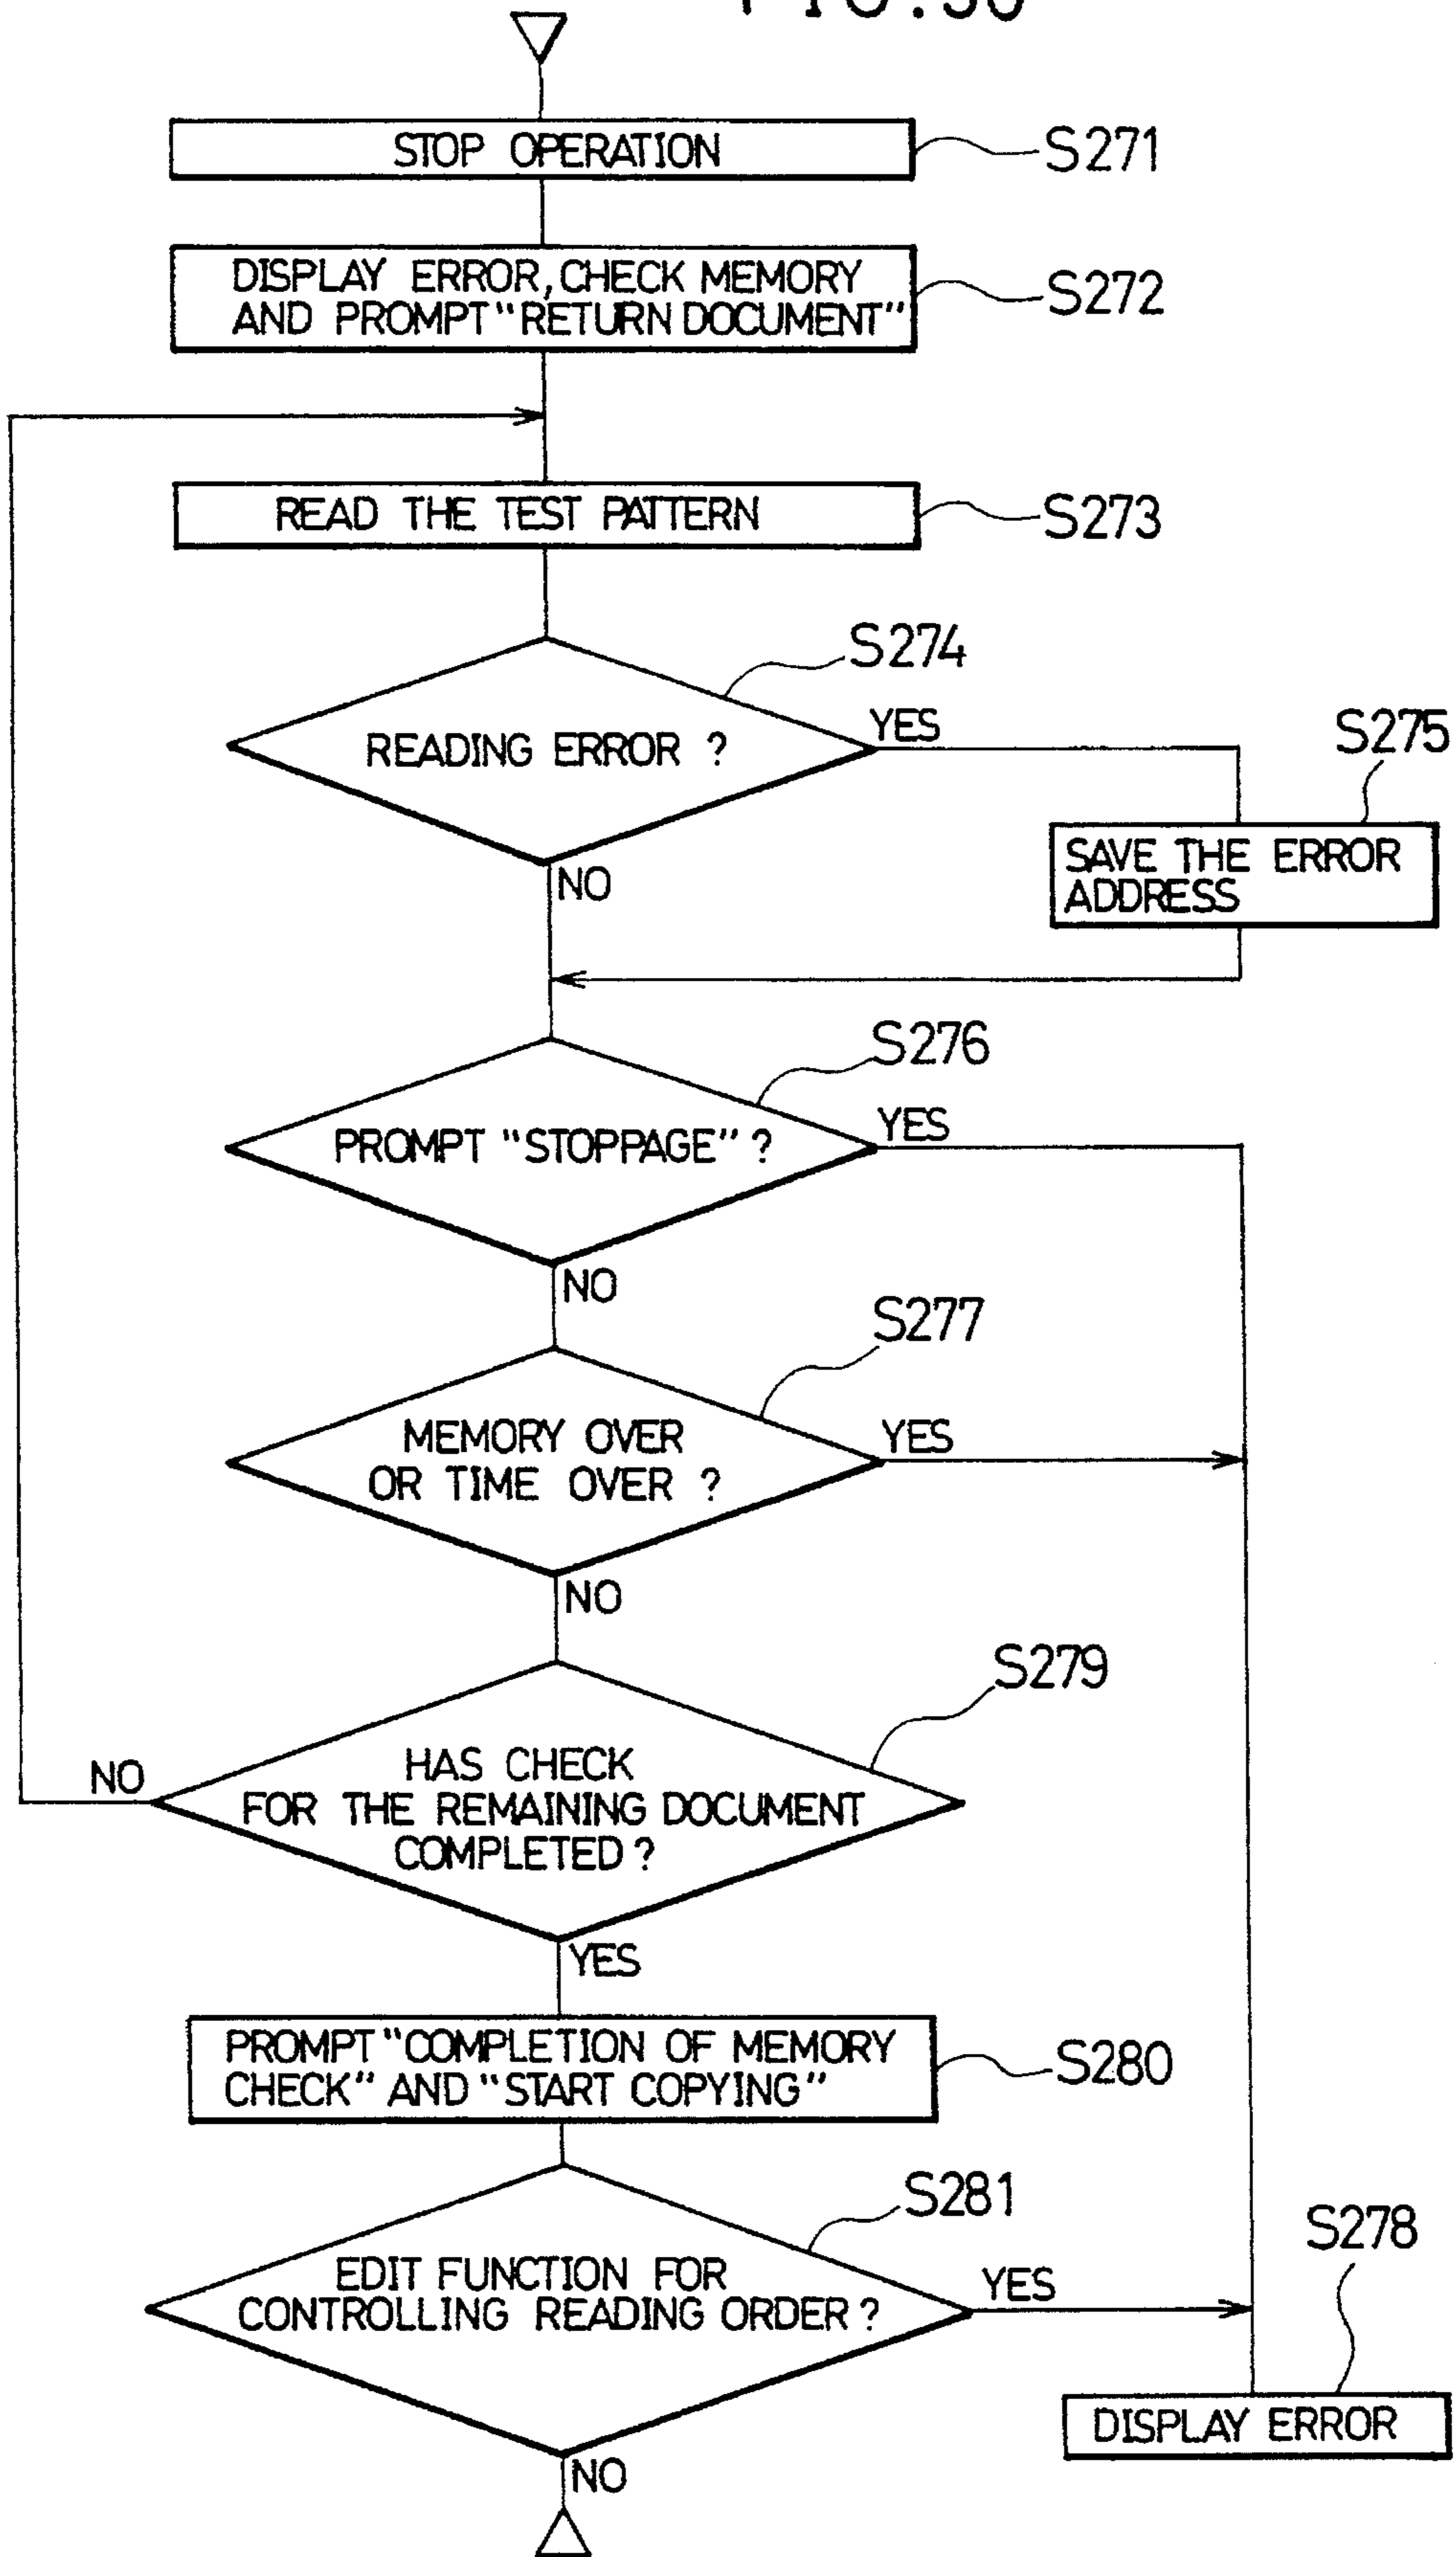 STOP OPERATION
S271
DISPLAY ERROR, CHECK MEMORY
AND PROMPT "RETURN DOCUMENT"
S272
READ THE TEST PATTERN
S273
S274
READING ERROR ?
YES
S275
SAVE THE ERROR
ADDRESS
NO
S276
PROMPT "STOPPAGE" ?
YES
NO
S277
MEMORY OVER
OR TIME OVER ?
YES
NO
S279
HAS CHECK
FOR THE REMAINING DOCUMENT
COMPLETED ?
NO
YES
PROMPT "COMPLETION OF MEMORY
CHECK" AND "START COPYING"
S280
S281
EDIT FUNCTION FOR
CONTROLLING READING ORDER ?
YES
S278
DISPLAY ERROR
NO